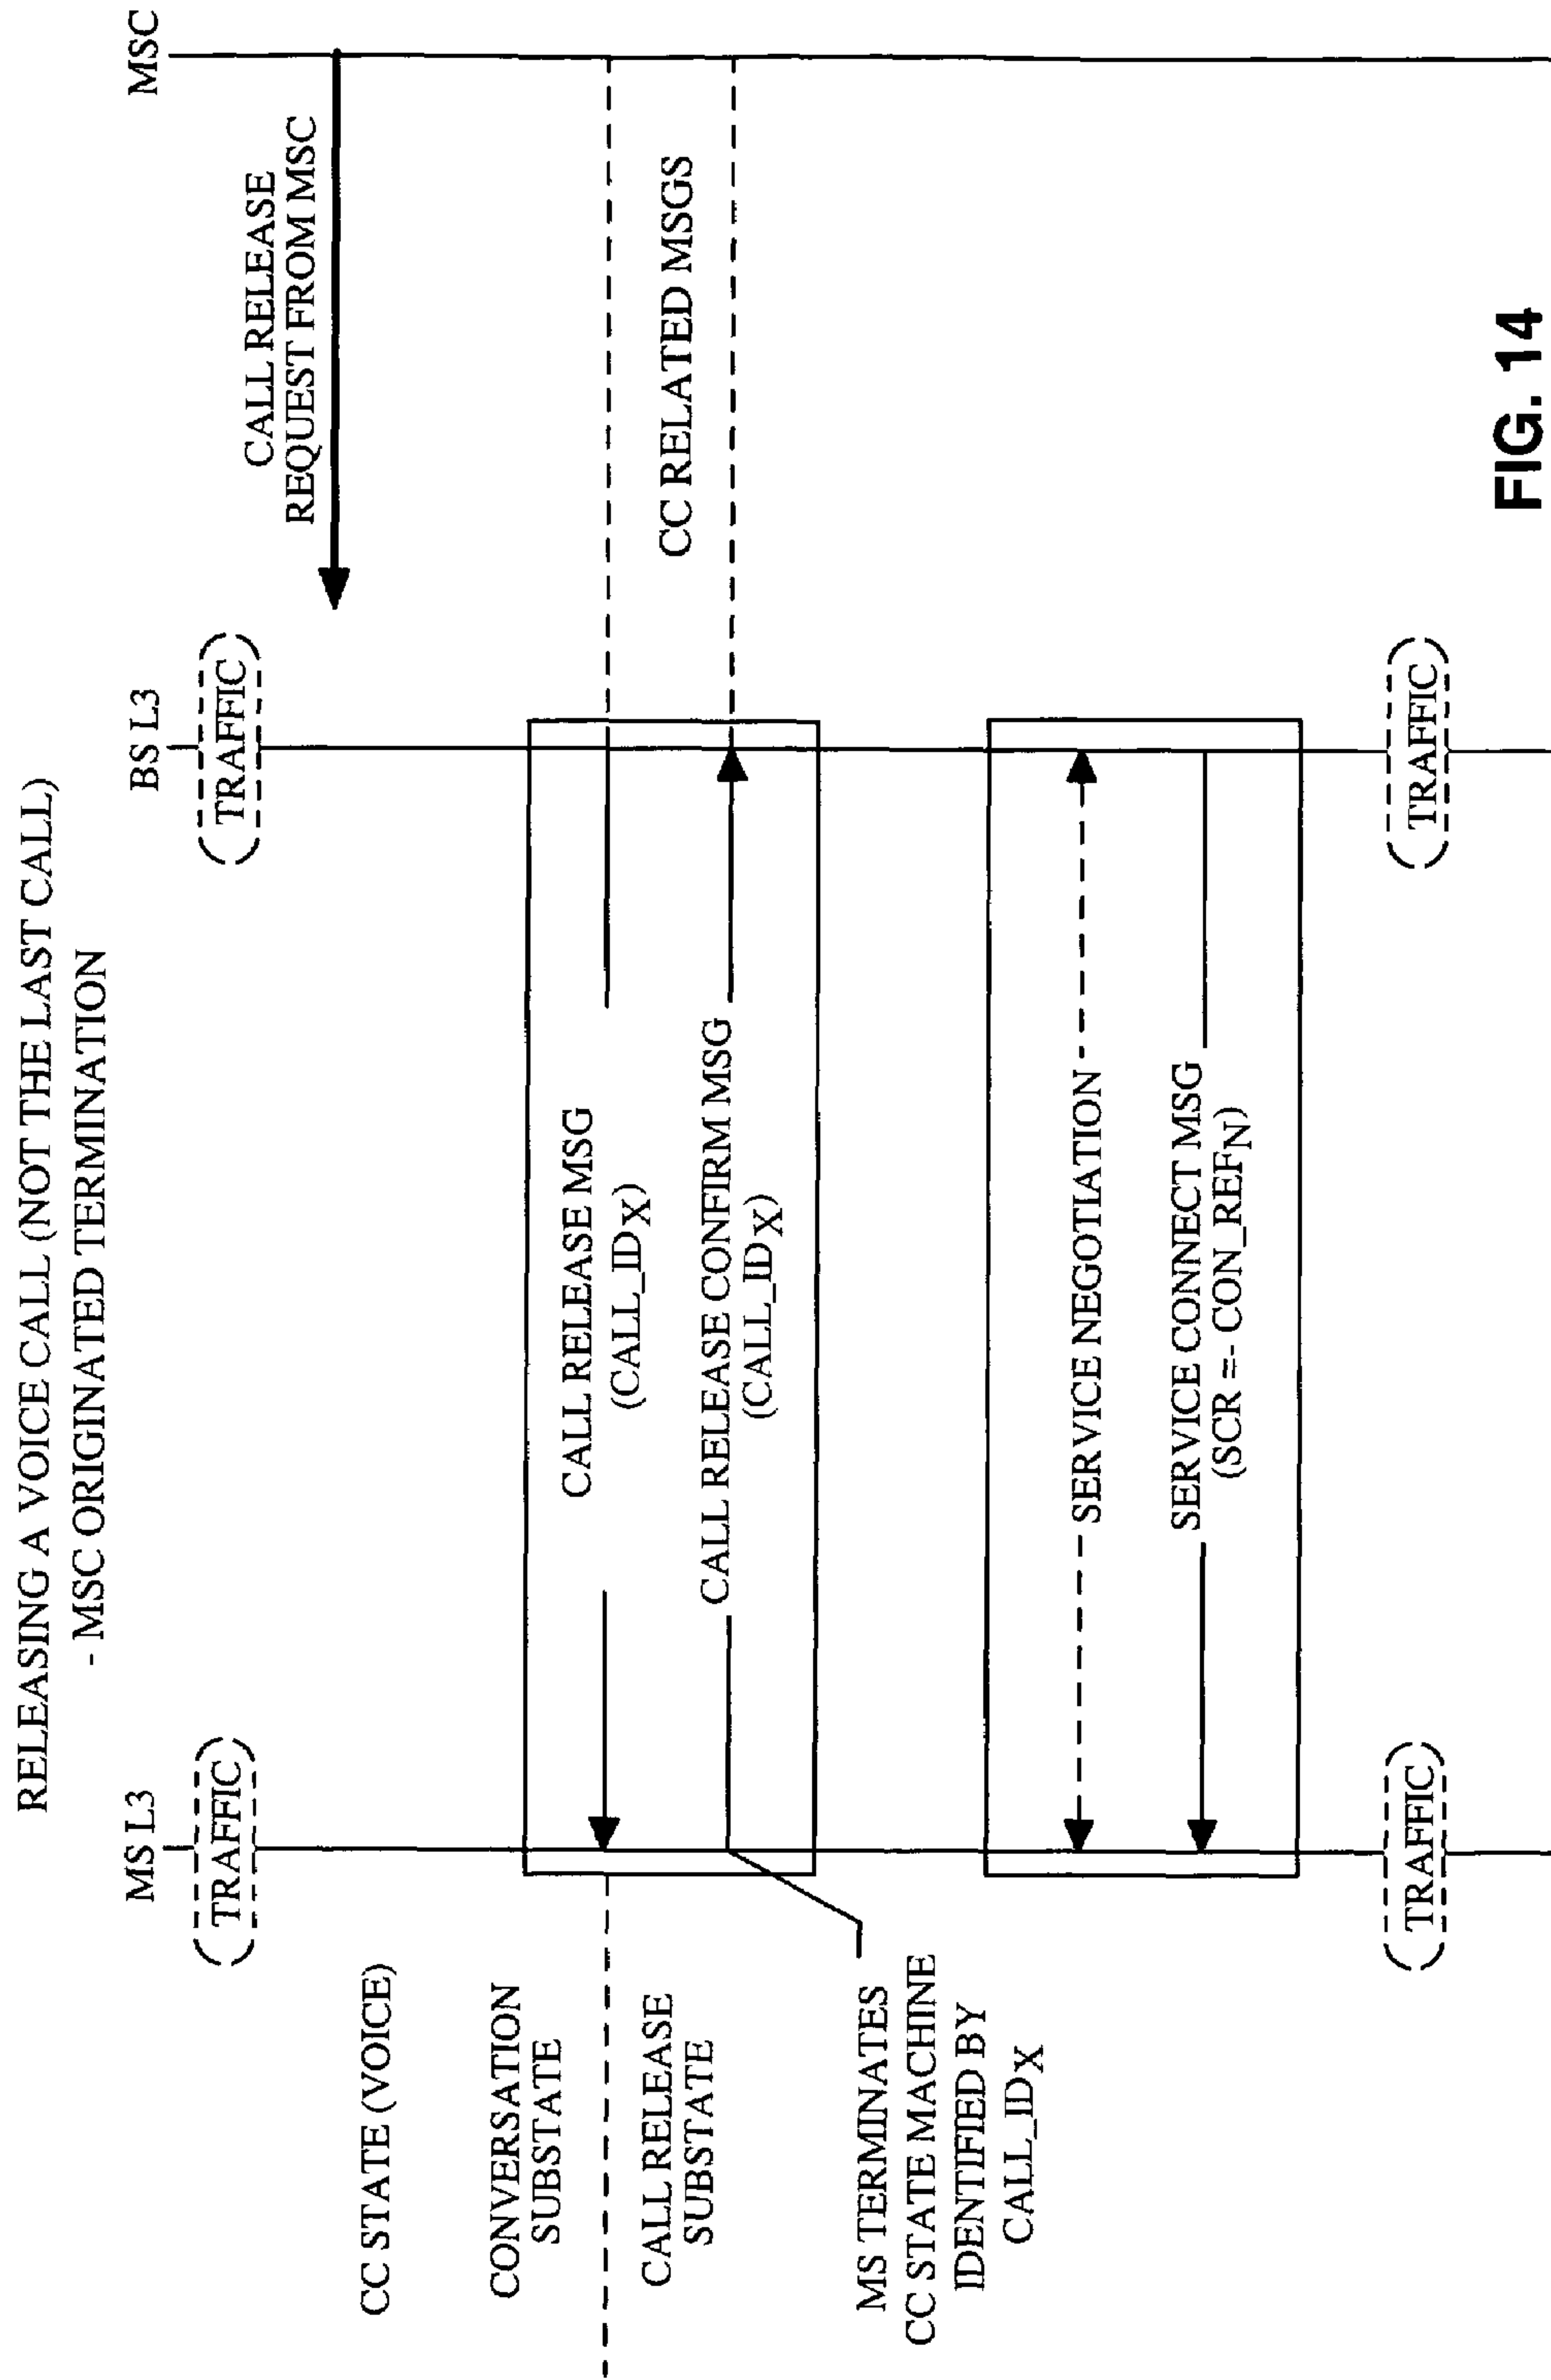 RELEASING A VOICE CALL (NOT THE LAST CALL)
- MSC ORIGINATED TERMINATION
MS L3
BS L3
MSC
(TRAFFIC)
(TRAFFIC)
CALL RELEASE
REQUEST FROM MSC
CC STATE (VOICE)
CONVERSATION
SUBSTATE
CALL RELEASE
SUBSTATE
CALL RELEASE MSG
(CALL_IDX)
CC RELATED MSGS
CALL RELEASE CONFIRM MSG
(CALL_IDX)
MS TERMINATES
CC STATE MACHINE
IDENTIFIED BY
CALL_IDX
SERVICE NEGOTIATION
SERVICE CONNECT MSG
(SCR =- CON_REFN)
(TRAFFIC)
(TRAFFIC)
FIG. 14